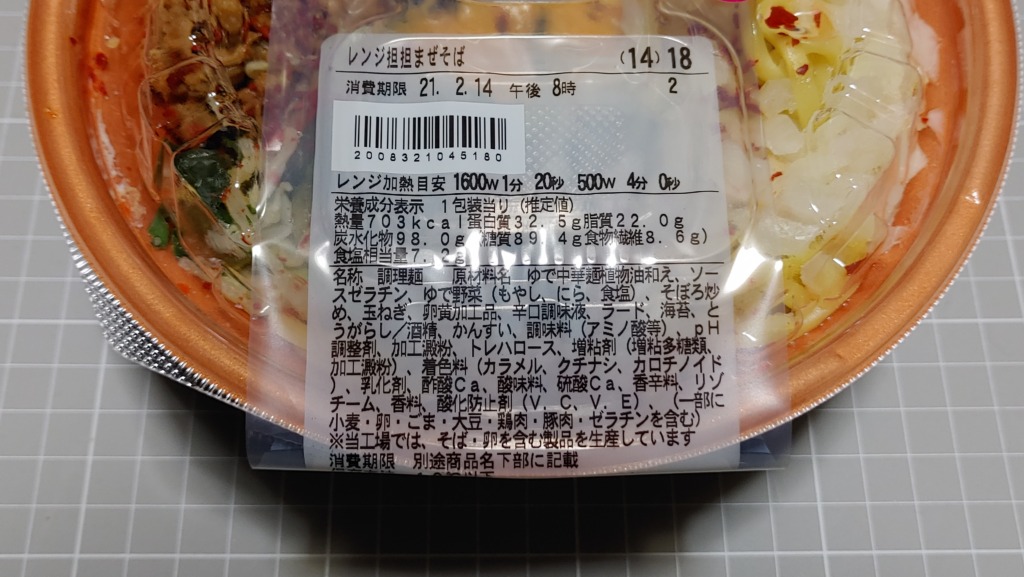 レンジ担担まぜそば (14) 18
消費期限 21. 2.14 午後 8時 2
2008321045180
レンジ加熱目安 1600W 1分 20秒 500W 4分 0秒
栄養成分表示 1包装当り(推定値)
熱量703kcal蛋白質32.5g脂質22.0g
炭水化物98.0g(糖質89.4g食物繊維8.6g)
食塩相当量7.2g
名称 調理麺 原材料名 ゆで中華麺植物油和え、ソー
スゼラチン、ゆで野菜(もやし、にら、食塩)、そぼろ炒
め、玉ねぎ、卵黄加工品、辛口調味液、ラード、海苔、と
うがらし/酒精、かんすい、調味料(アミノ酸等)、pH
調整剤、加工澱粉、トレハロース、増粘剤(増粘多糖類、
加工澱粉)、着色料(カラメル、クチナシ、カロチノイド
)、乳化剤、酢酸Ca、酸味料、硫酸Ca、香辛料、リゾ
チーム、香料、酸化防止剤(V.C、V.E)、(一部に
小麦・卵・ごま・大豆・鶏肉・豚肉・ゼラチンを含む)
※当工場では、そば・卵を含む製品を生産しています
消費期限 別途商品名下部に記載